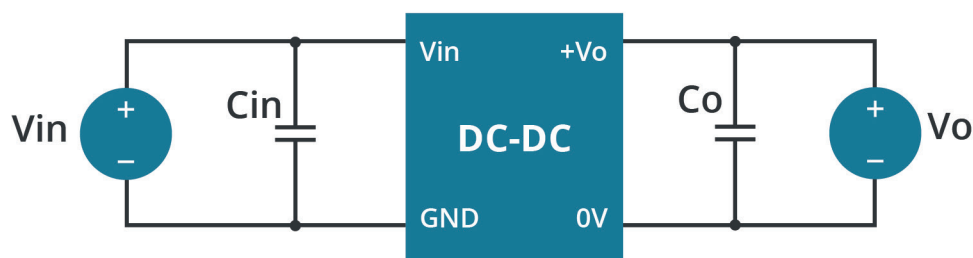 Vin
+
−
Cin
Vin
+Vo
DC-DC
GND
0V
Co
+
−
Vo